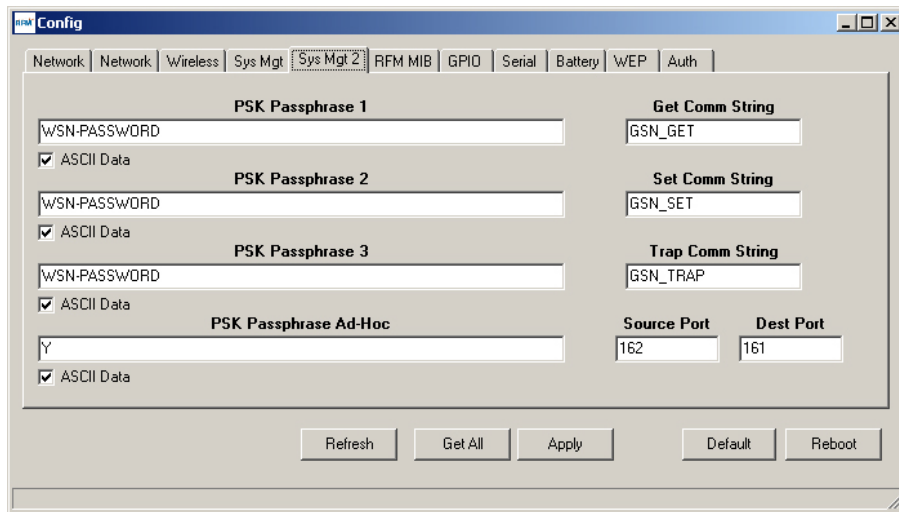 RFM Config
Network Network Wireless Sys Mgt Sys Mgt 2 RFM MIB GPIO Serial Battery WEP Auth
PSK Passphrase 1 Get Comm String
WSN-PASSWORD GSN_GET
ASCII Data
PSK Passphrase 2 Set Comm String
WSN-PASSWORD GSN_SET
ASCII Data
PSK Passphrase 3 Trap Comm String
WSN-PASSWORD GSN_TRAP
ASCII Data
PSK Passphrase Ad-Hoc Source Port Dest Port
Y 162 161
ASCII Data
Refresh Get All Apply Default Reboot